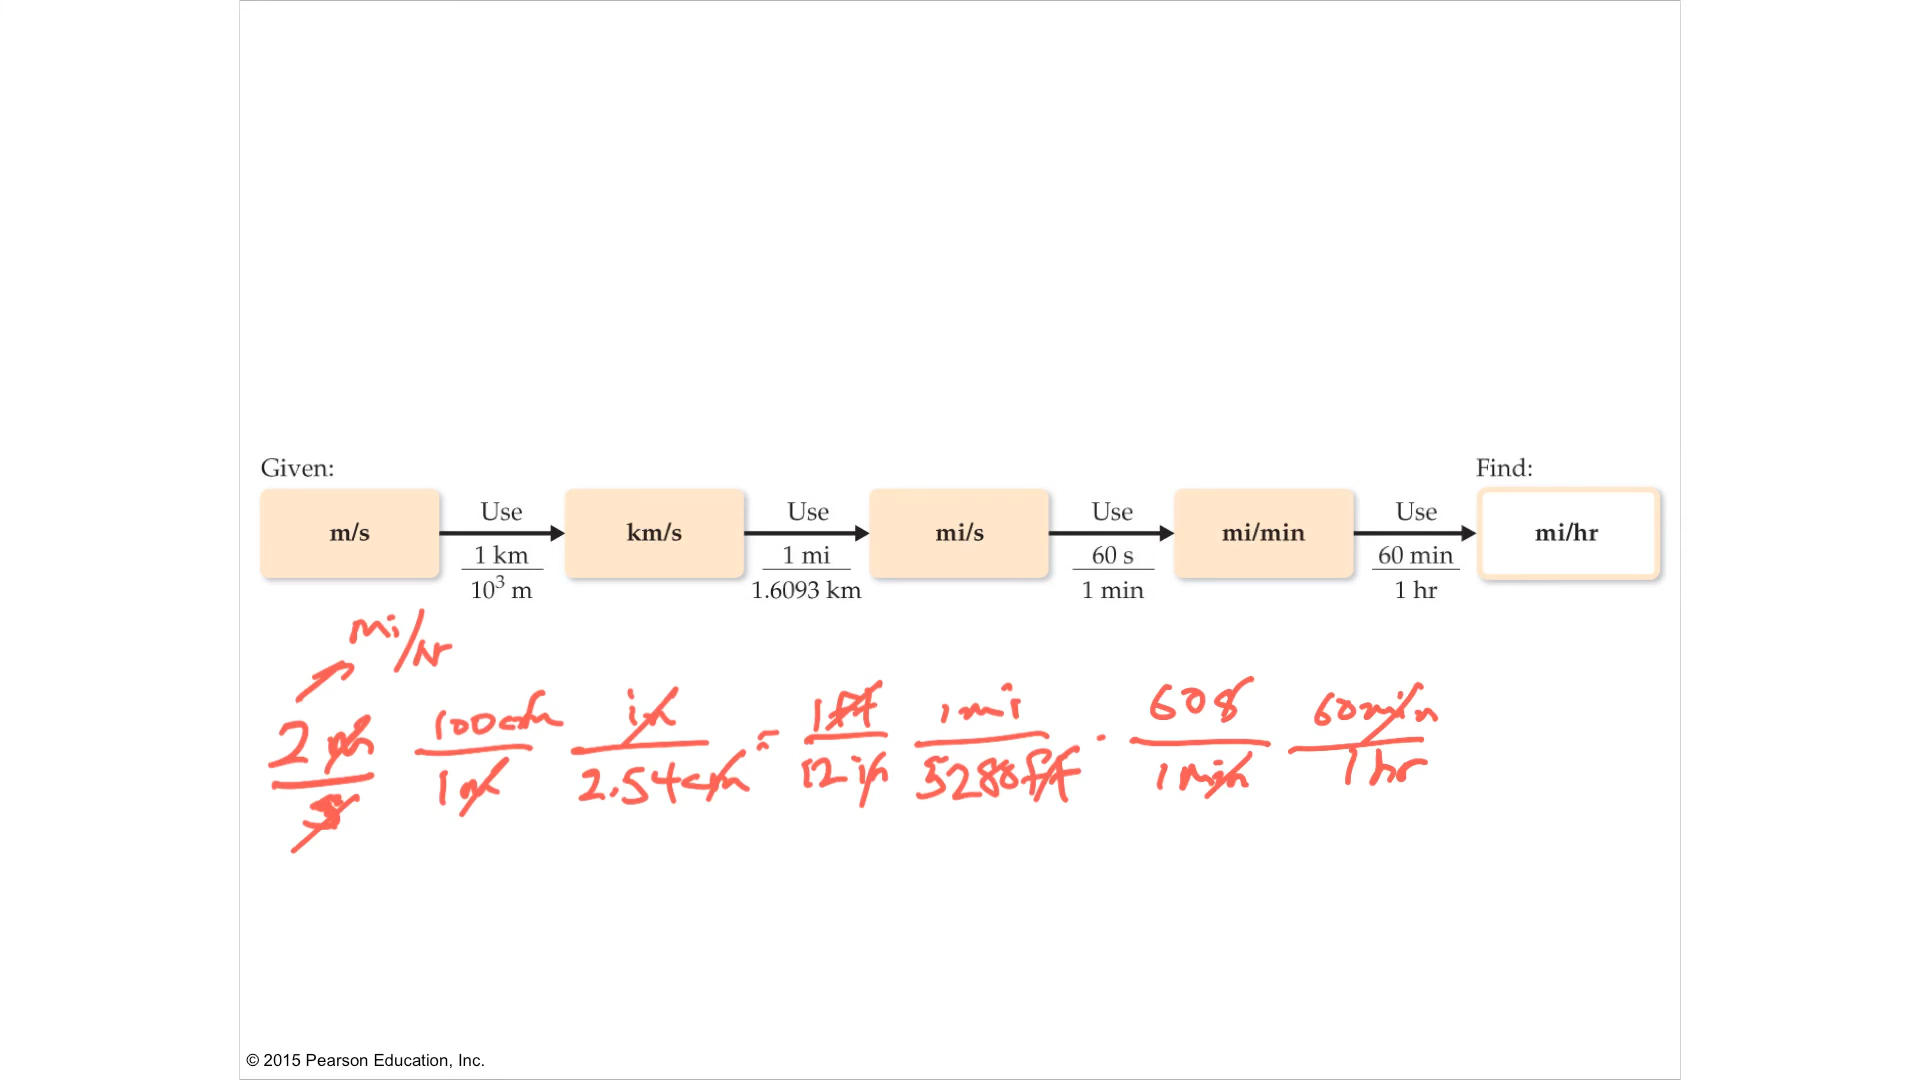 Given: Find:
m/s Use 1 km / 10³ m km/s Use 1 mi / 1.6093 km mi/s Use 60 s / 1 min mi/min Use 60 min / 1 hr mi/hr
mi/hr
2 m 100 cm in 1 ft 1 mi 60 s 60 min
s 1 m 2.54 cm 12 in 5280 ft 1 min 1 hr
© 2015 Pearson Education, Inc.